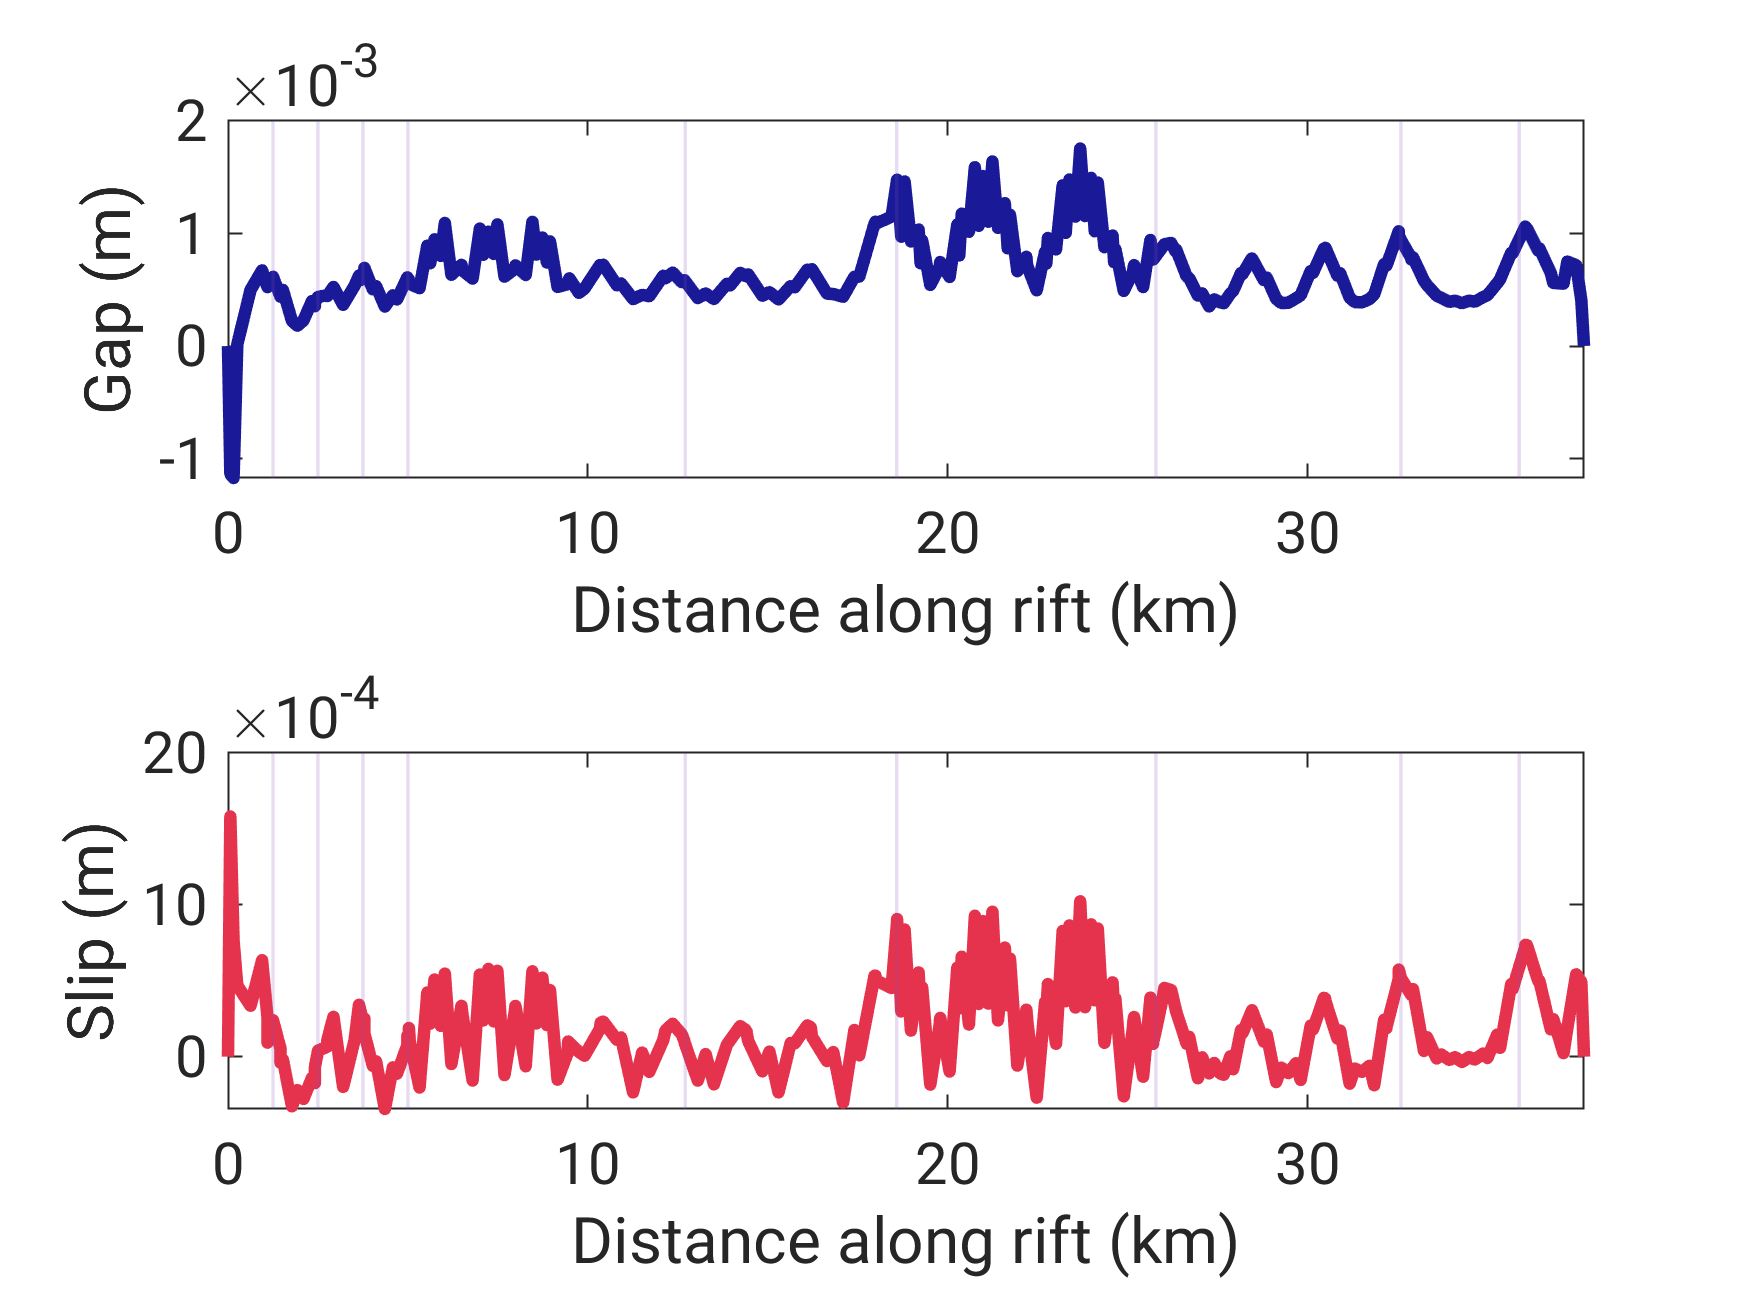 ×10-3
2
1
0
-1
Gap (m)
0 10 20 30
Distance along rift (km)
×10-4
20
10
0
Slip (m)
0 10 20 30
Distance along rift (km)